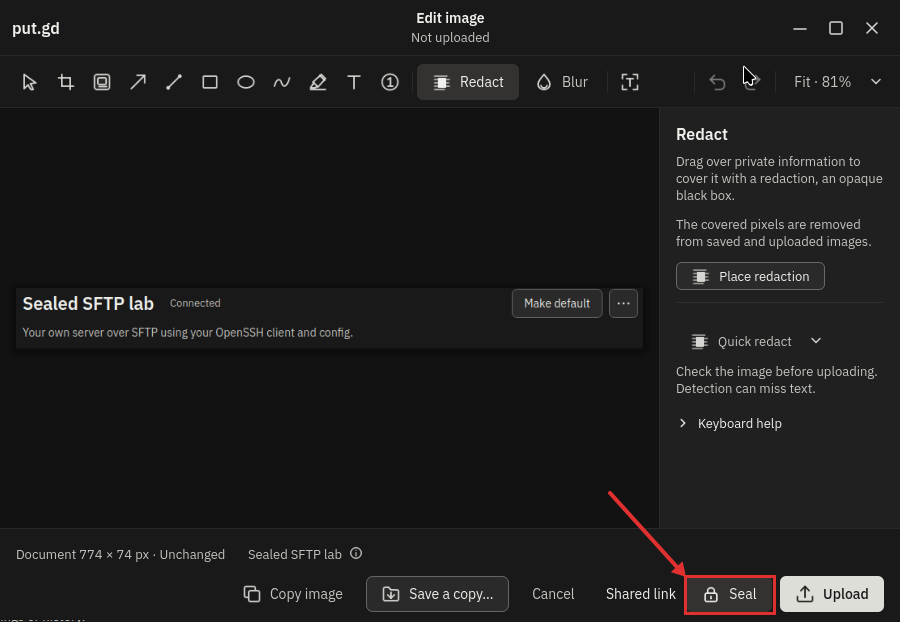 put.gd
Edit image
Not uploaded
T
1
Redact
Blur
T
Fit · 81%
Redact
Drag over private information to
cover it with a redaction, an opaque
black box.
The covered pixels are removed
from saved and uploaded images.
Place redaction
Sealed SFTP lab
Connected
Make default
Your own server over SFTP using your OpenSSH client and config.
Quick redact
Check the image before uploading.
Detection can miss text.
Keyboard help
Document 774 × 74 px · Unchanged
Sealed SFTP lab
Copy image
Save a copy...
Cancel
Shared link
Seal
Upload